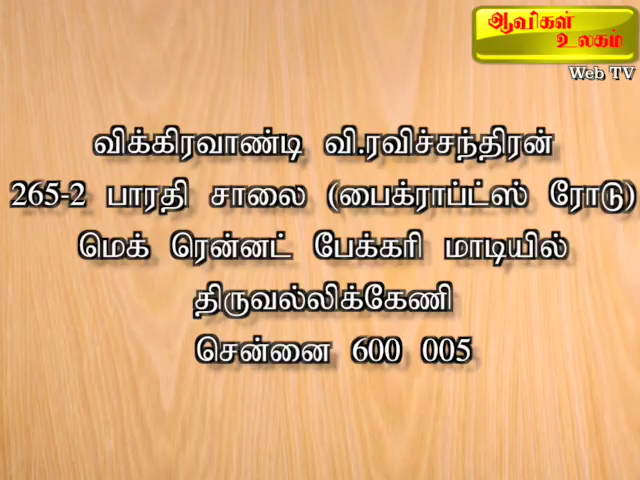 ஆவிகள்
உலகம்
Web TV
விக்கிரவாண்டி வி.ரவிச்சந்திரன்
265-2 பாரதி சாலை (பைக்ராப்ட்ஸ் ரோடு)
மெக் ரென்னட் பேக்கரி மாடியில்
திருவல்லிக்கேணி
சென்னை 600 005